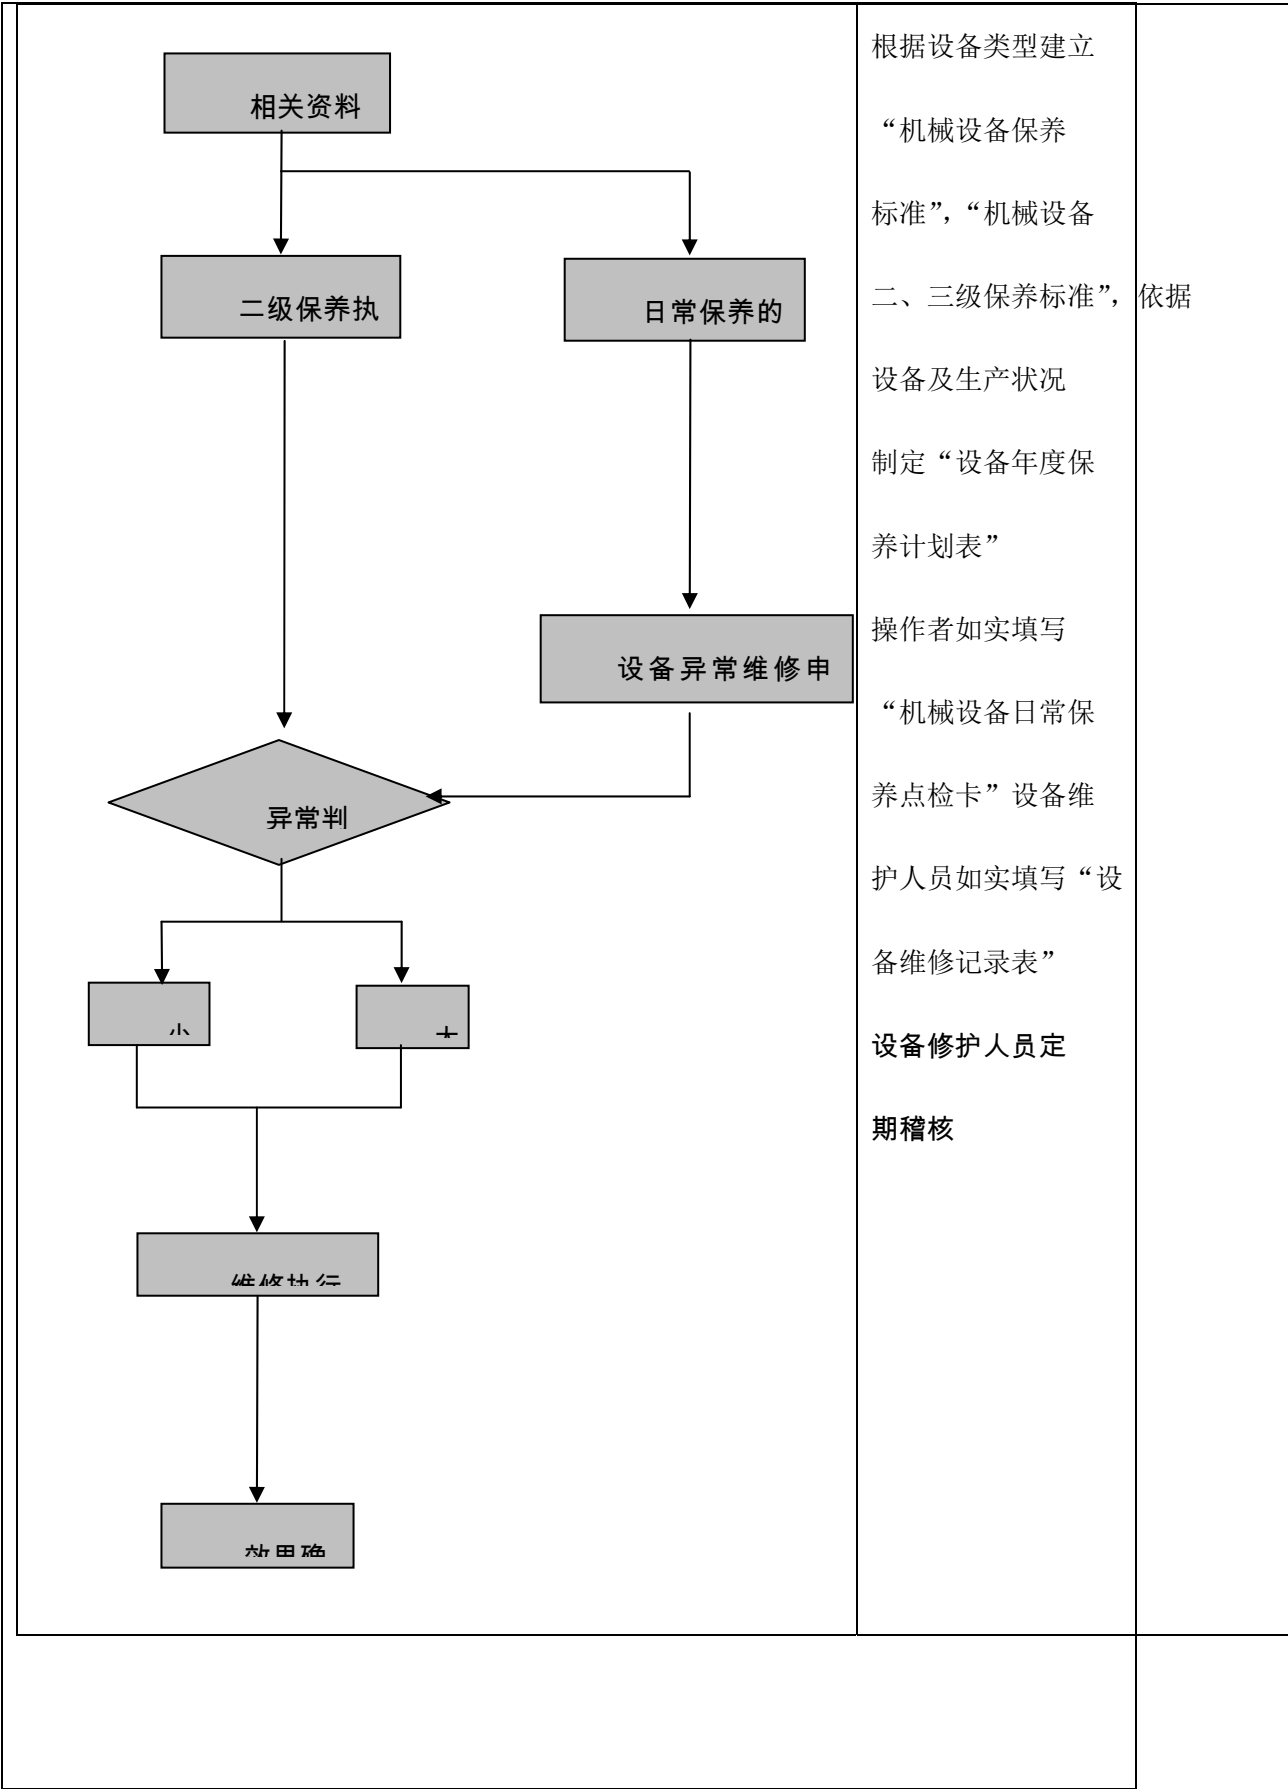 相关资料
二级保养执
日常保养的
设备异常维修申
异常判
维修执行
效果确
根据设备类型建立
“机械设备保养
标准”，“机械设备
二、三级保养标准”，依据
设备及生产状况
制定“设备年度保
养计划表”
操作者如实填写
“机械设备日常保
养点检卡”设备维
护人员如实填写“设
备维修记录表”
设备修护人员定
期稽核